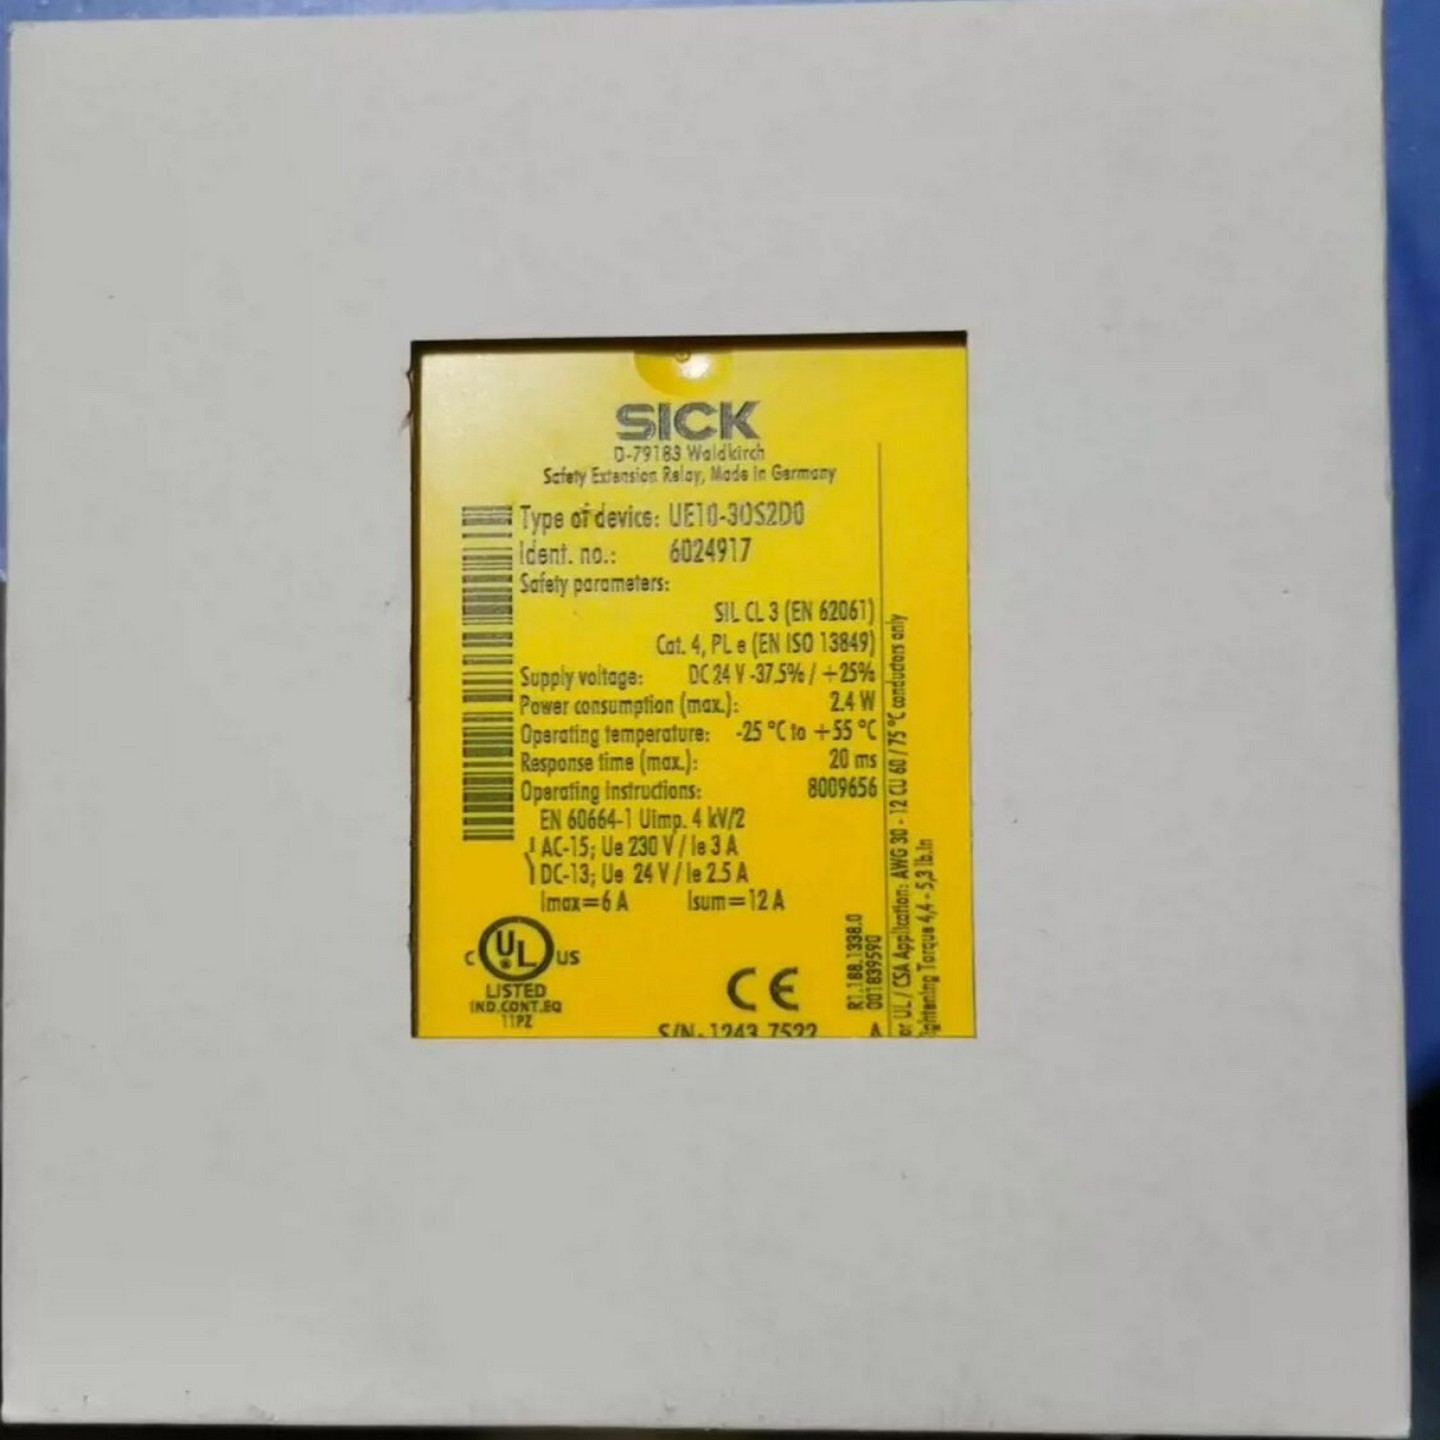 SICK
D-79183 Waldkirch
Safety Extension Relay, Made in Germany
Type of device: UE10-3OS2D0
Ident. no.: 6024917
Safety parameters:
SIL CL 3 (EN 62061)
Cat. 4, PL e (EN ISO 13849)
Supply voltage: DC 24 V -37.5% / +25%
Power consumption (max.): 2.4 W
Operating temperature: -25 °C to +55 °C
Response time (max.): 20 ms
Operating instructions: 8009656
EN 60664-1 Uimp. 4 kV/2
AC-15; Ue 230 V / Ie 3 A
DC-13; Ue 24 V / Ie 2.5 A
Imax=6 A Isum=12 A
C UL US
LISTED
IND.CONT.EQ
11PZ
CE
S/N: 1243 7522 A
R1.188.1338.0
001839590
or UL / CSA Application: AWG 30 - 12 CU 60 / 75 °C conductors only
ightening Torque 4,4 - 5,3 lb.in